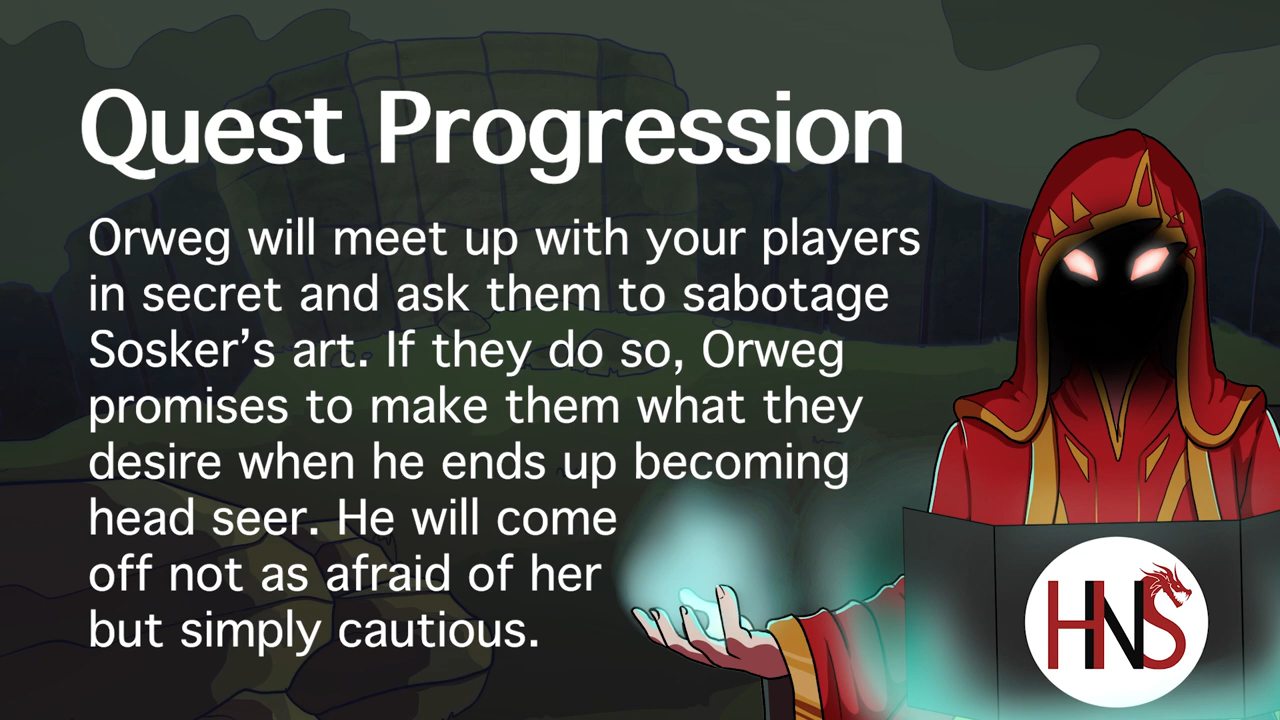 Quest Progression
Orweg will meet up with your players
in secret and ask them to sabotage
Sosker’s art. If they do so, Orweg
promises to make them what they
desire when he ends up becoming
head seer. He will come
off not as afraid of her
but simply cautious.
HNS